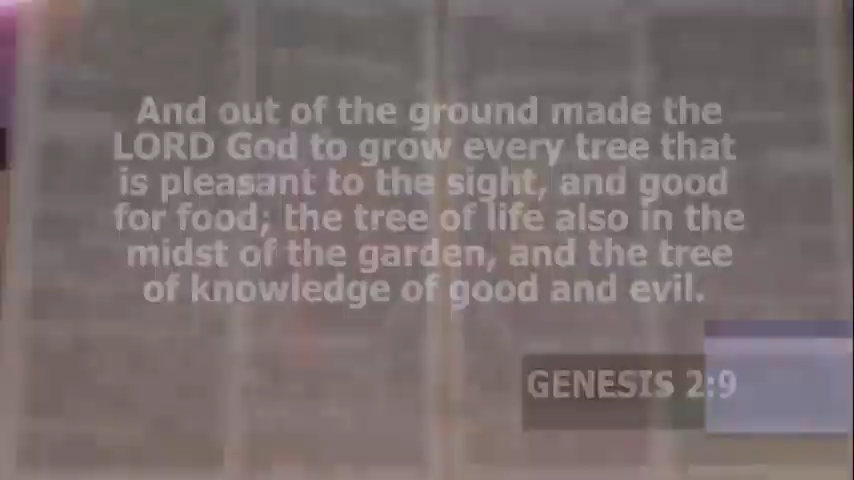 And out of the ground made the
LORD God to grow every tree that
is pleasant to the sight, and good
for food; the tree of life also in the
midst of the garden, and the tree
of knowledge of good and evil.
GENESIS 2:9